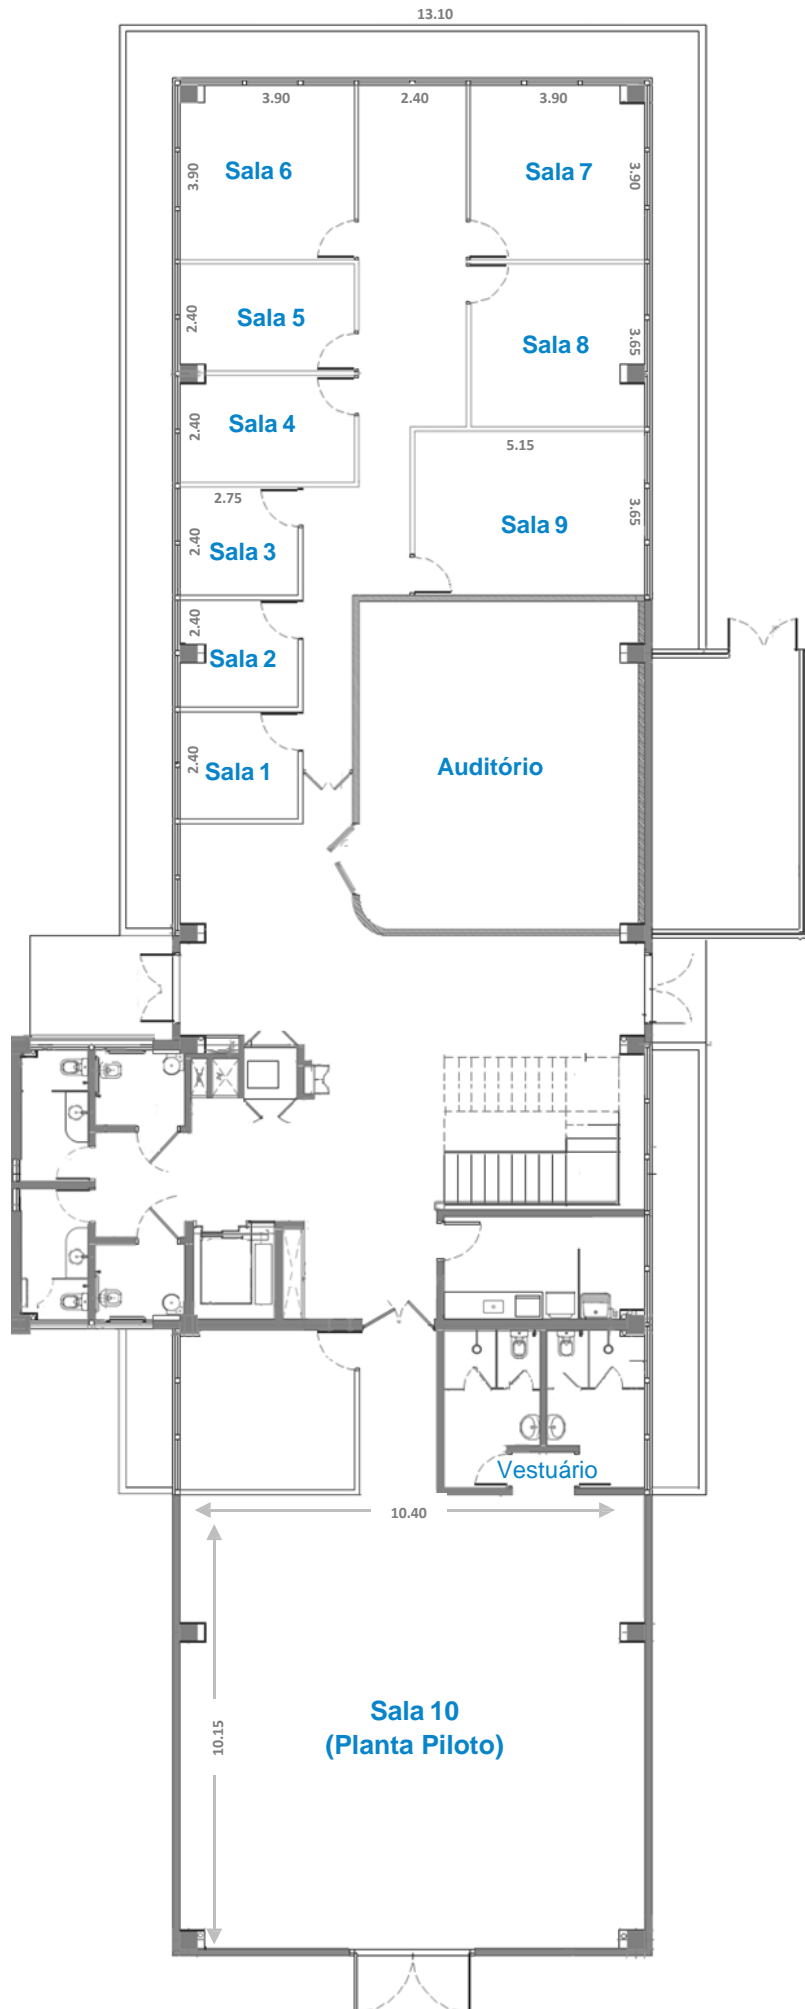 13.10
3.90
2.40
3.90
Sala 6
3.90
Sala 7
3.90
Sala 5
2.40
Sala 8
3.65
Sala 4
2.40
5.15
2.75
Sala 3
2.40
Sala 9
3.65
2.40
Sala 2
2.40
Sala 1
Auditório
Vestuário
10.40
10.15
Sala 10
(Planta Piloto)